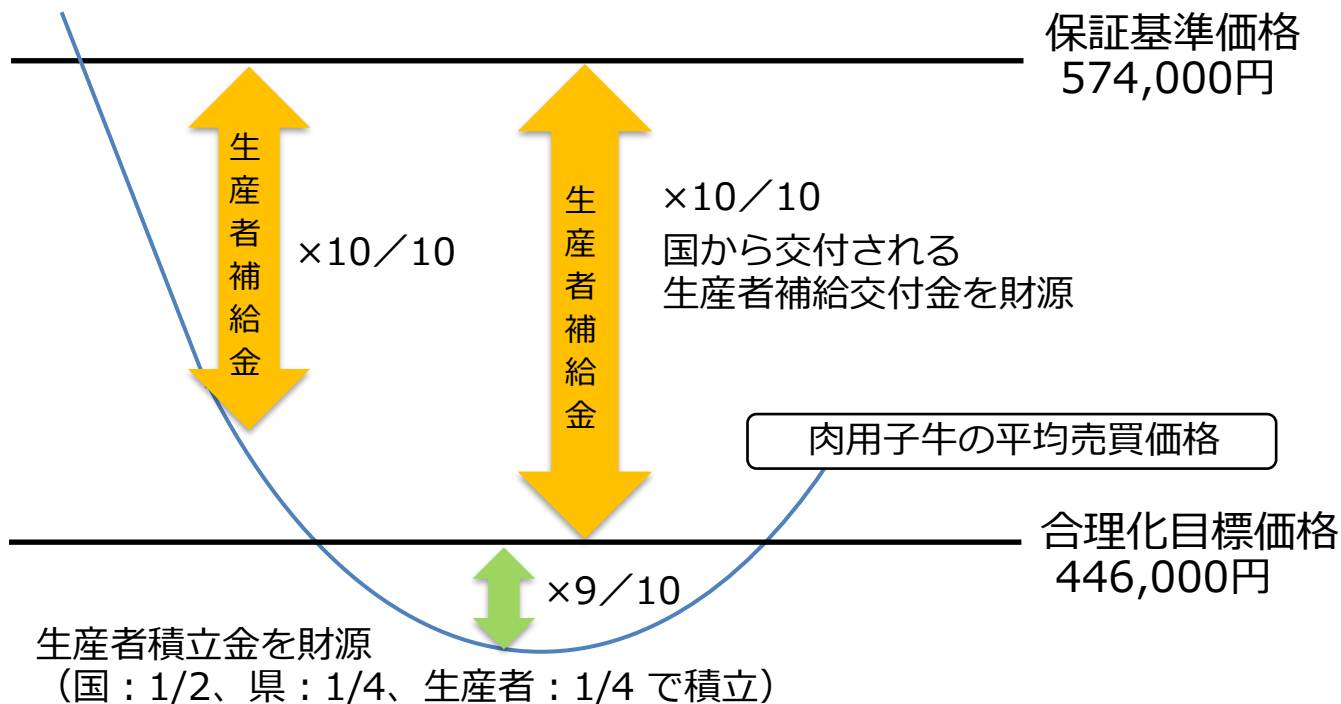 保証基準価格
574,000円
生産者補給金
×10／10
生産者補給金
×10／10
国から交付される
生産者補給交付金を財源
肉用子牛の平均売買価格
合理化目標価格
446,000円
×9／10
生産者積立金を財源
（国：1/2、県：1/4、生産者：1/4 で積立）